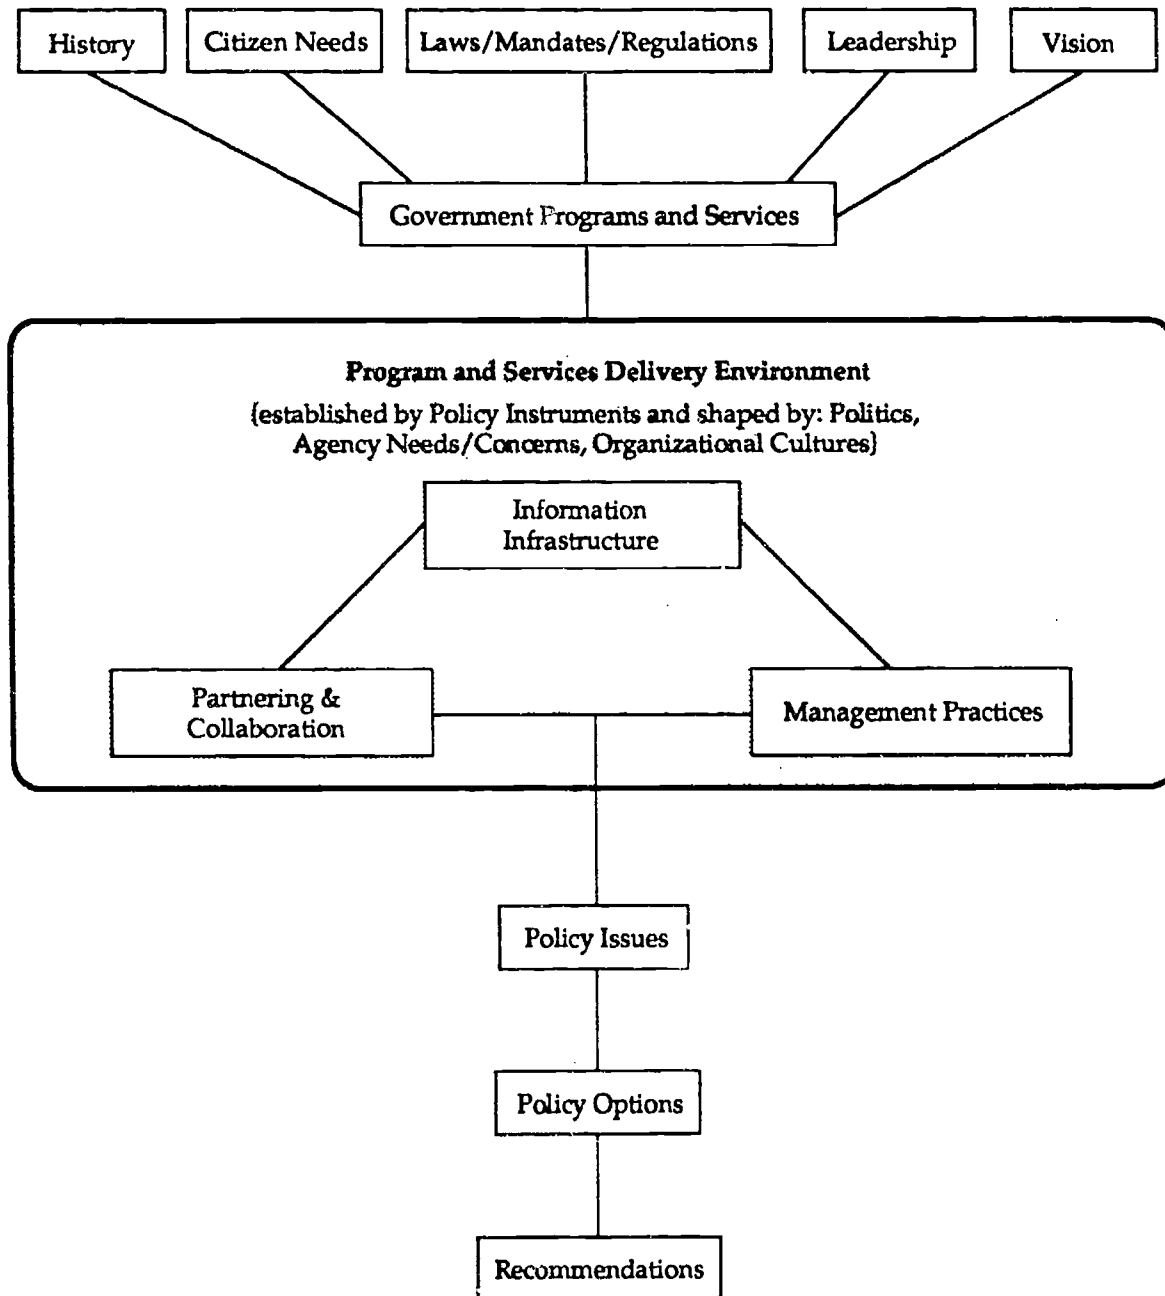 History
Citizen Needs
Laws/Mandates/Regulations
Leadership
Vision
Government Programs and Services
Program and Services Delivery Environment
{established by Policy Instruments and shaped by: Politics,
Agency Needs/Concerns, Organizational Cultures}
Information
Infrastructure
Partnering &
Collaboration
Management Practices
Policy Issues
Policy Options
Recommendations